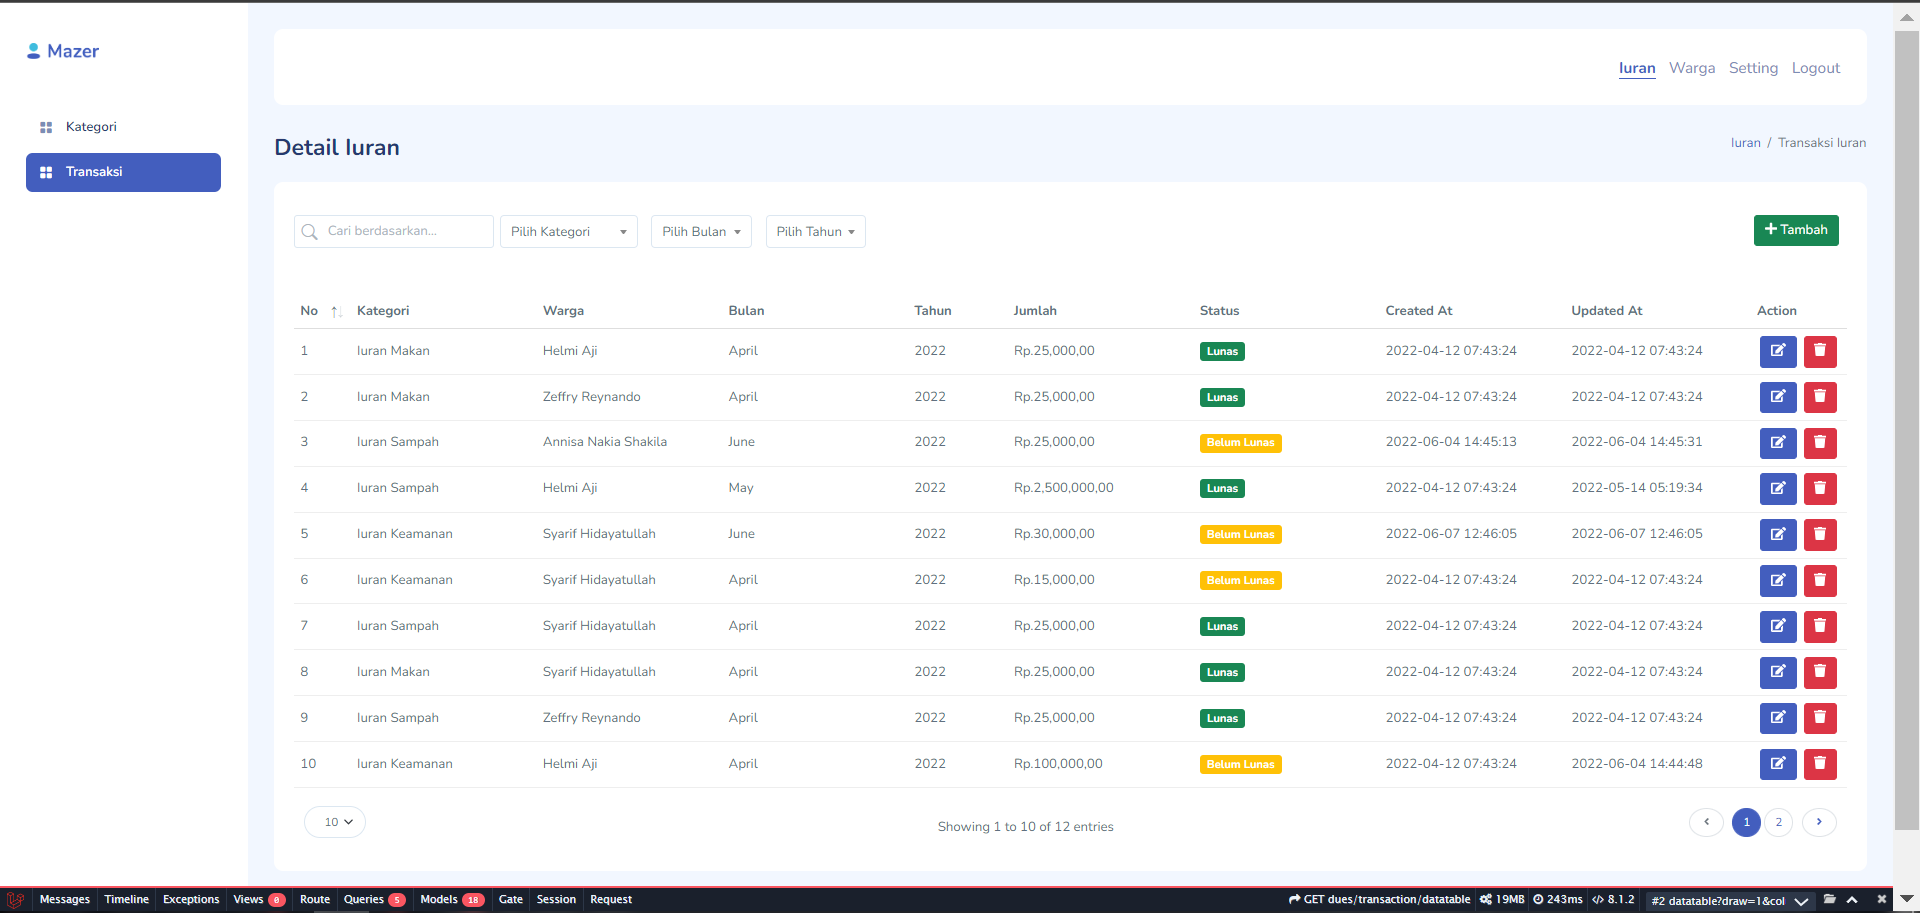 Mazer
Kategori
Transaksi
Iuran Warga Setting Logout
Detail Iuran
Iuran / Transaksi Iuran
Cari berdasarkan... Pilih Kategori Pilih Bulan Pilih Tahun Tambah
No Kategori Warga Bulan Tahun Jumlah Status Created At Updated At Action
1 Iuran Makan Helmi Aji April 2022 Rp.25,000,00 Lunas 2022-04-12 07:43:24 2022-04-12 07:43:24
2 Iuran Makan Zeffry Reynando April 2022 Rp.25,000,00 Lunas 2022-04-12 07:43:24 2022-04-12 07:43:24
3 Iuran Sampah Annisa Nakia Shakila June 2022 Rp.25,000,00 Belum Lunas 2022-06-04 14:45:13 2022-06-04 14:45:31
4 Iuran Sampah Helmi Aji May 2022 Rp.2,500,000,00 Lunas 2022-04-12 07:43:24 2022-05-14 05:19:34
5 Iuran Keamanan Syarif Hidayatullah June 2022 Rp.30,000,00 Belum Lunas 2022-06-07 12:46:05 2022-06-07 12:46:05
6 Iuran Keamanan Syarif Hidayatullah April 2022 Rp.15,000,00 Belum Lunas 2022-04-12 07:43:24 2022-04-12 07:43:24
7 Iuran Sampah Syarif Hidayatullah April 2022 Rp.25,000,00 Lunas 2022-04-12 07:43:24 2022-04-12 07:43:24
8 Iuran Makan Syarif Hidayatullah April 2022 Rp.25,000,00 Lunas 2022-04-12 07:43:24 2022-04-12 07:43:24
9 Iuran Sampah Zeffry Reynando April 2022 Rp.25,000,00 Lunas 2022-04-12 07:43:24 2022-04-12 07:43:24
10 Iuran Keamanan Helmi Aji April 2022 Rp.100,000,00 Belum Lunas 2022-04-12 07:43:24 2022-06-04 14:44:48
10 Showing 1 to 10 of 12 entries ‹ 1 2 ›
Messages Timeline Exceptions Views 0 Route Queries 5 Models 18 Gate Session Request GET dues/transaction/datatable 19MB 243ms </> 8.1.2 #2 datatable?draw=1&col